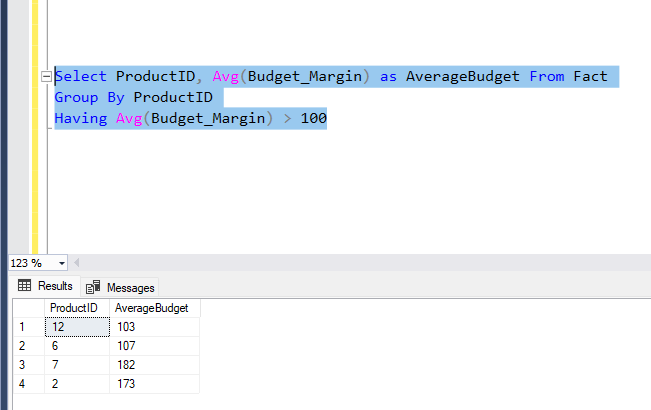 Select ProductID, Avg(Budget_Margin) as AverageBudget From Fact
Group By ProductID
Having Avg(Budget_Margin) > 100
123 %
Results Messages
ProductID AverageBudget
1 12 103
2 6 107
3 7 182
4 2 173